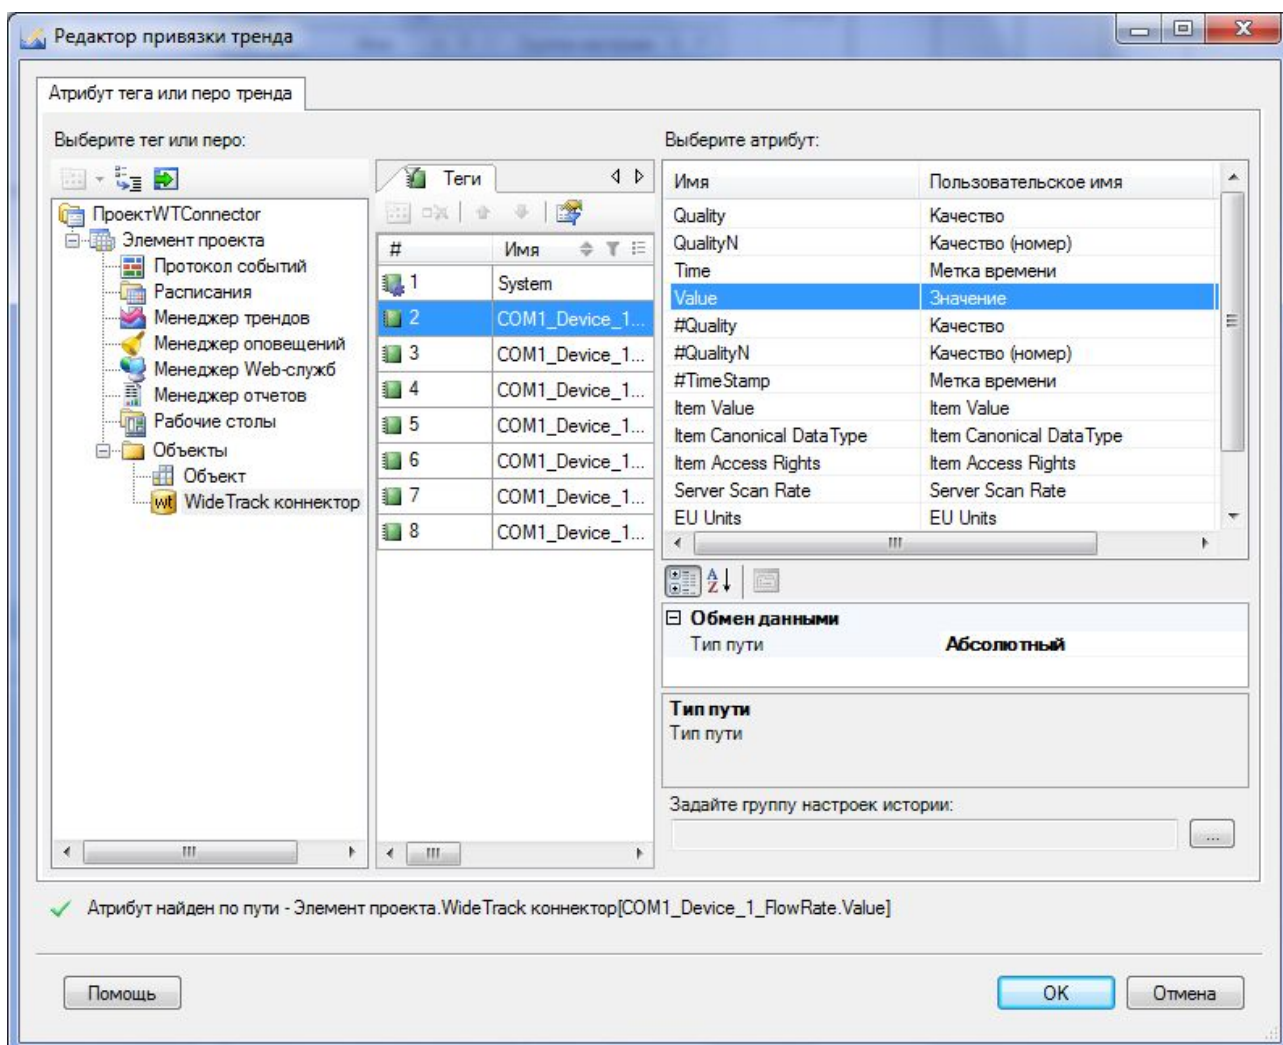 Редактор привязки тренда
Атрибут тега или перо тренда
Выберите тег или перо:
ПроектWTConnector
Элемент проекта
Протокол событий
Расписания
Менеджер трендов
Менеджер оповещений
Менеджер Web-служб
Менеджер отчетов
Рабочие столы
Объекты
Объект
wt WideTrack коннектор
Теги
# Имя
1 System
2 COM1_Device_1...
3 COM1_Device_1...
4 COM1_Device_1...
5 COM1_Device_1...
6 COM1_Device_1...
7 COM1_Device_1...
8 COM1_Device_1...
Выберите атрибут:
Имя Пользовательское имя
Quality Качество
QualityN Качество (номер)
Time Метка времени
Value Значение
#Quality Качество
#QualityN Качество (номер)
#TimeStamp Метка времени
Item Value Item Value
Item Canonical DataType Item Canonical DataType
Item Access Rights Item Access Rights
Server Scan Rate Server Scan Rate
EU Units EU Units
Обмен данными
Тип пути Абсолютный
Тип пути
Тип пути
Задайте группу настроек истории:
...
Атрибут найден по пути - Элемент проекта.WideTrack коннектор[COM1_Device_1_FlowRate.Value]
Помощь OK Отмена